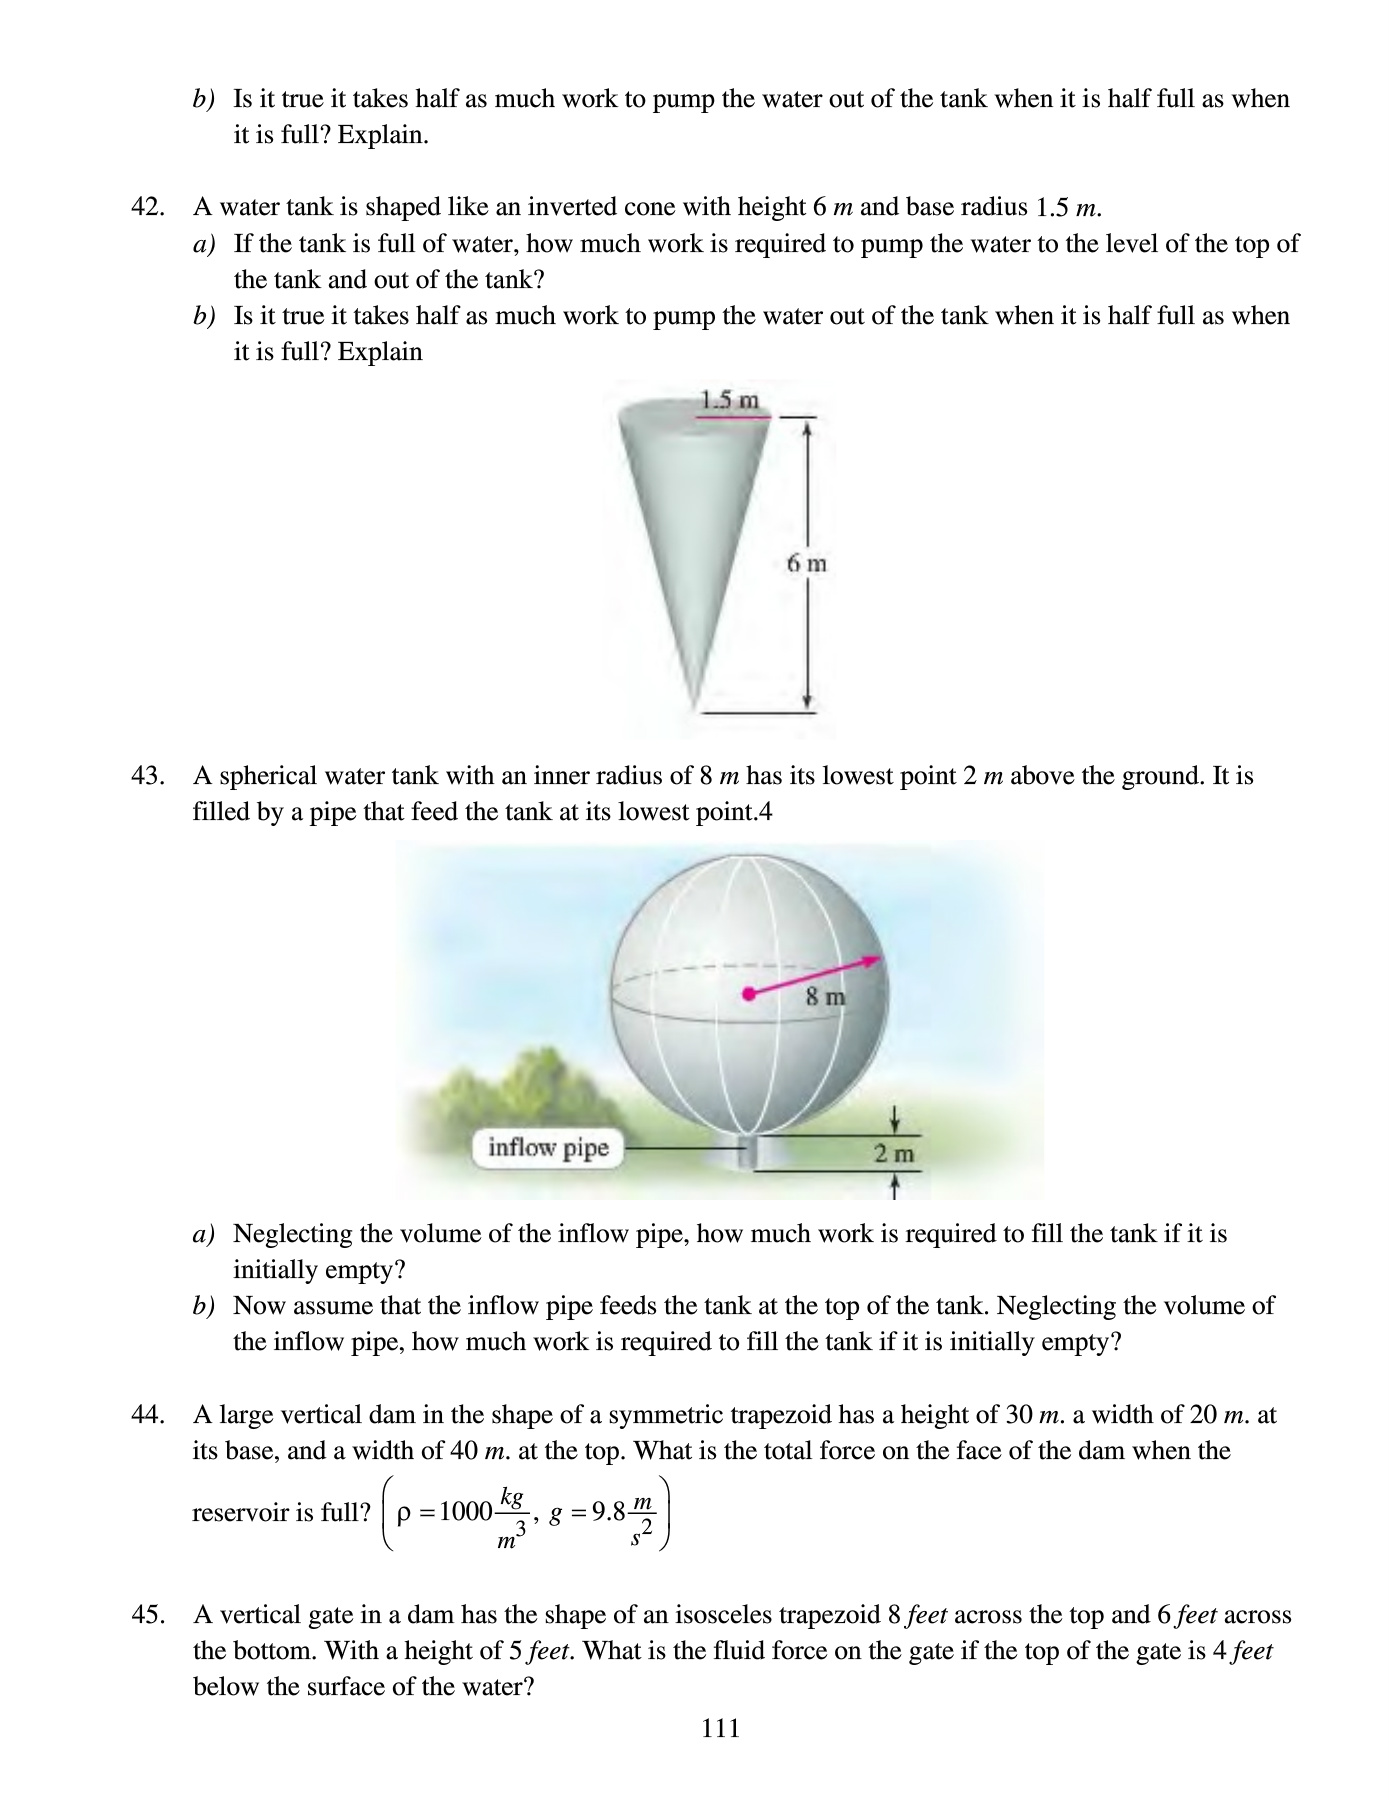 b) Is it true it takes half as much work to pump the water out of the tank when it is half full as when
it is full? Explain.
42. A water tank is shaped like an inverted cone with height 6 m and base radius 1.5 m.
a) If the tank is full of water, how much work is required to pump the water to the level of the top of
the tank and out of the tank?
b) Is it true it takes half as much work to pump the water out of the tank when it is half full as when
it is full? Explain
1.5 m
6 m
43. A spherical water tank with an inner radius of 8 m has its lowest point 2 m above the ground. It is
filled by a pipe that feed the tank at its lowest point.4
8 m
inflow pipe
2 m
a) Neglecting the volume of the inflow pipe, how much work is required to fill the tank if it is
initially empty?
b) Now assume that the inflow pipe feeds the tank at the top of the tank. Neglecting the volume of
the inflow pipe, how much work is required to fill the tank if it is initially empty?
44. A large vertical dam in the shape of a symmetric trapezoid has a height of 30 m. a width of 20 m. at
its base, and a width of 40 m. at the top. What is the total force on the face of the dam when the
reservoir is full? (ρ = 1000 kg/m³, g = 9.8 m/s²)
45. A vertical gate in a dam has the shape of an isosceles trapezoid 8 feet across the top and 6 feet across
the bottom. With a height of 5 feet. What is the fluid force on the gate if the top of the gate is 4 feet
below the surface of the water?
111